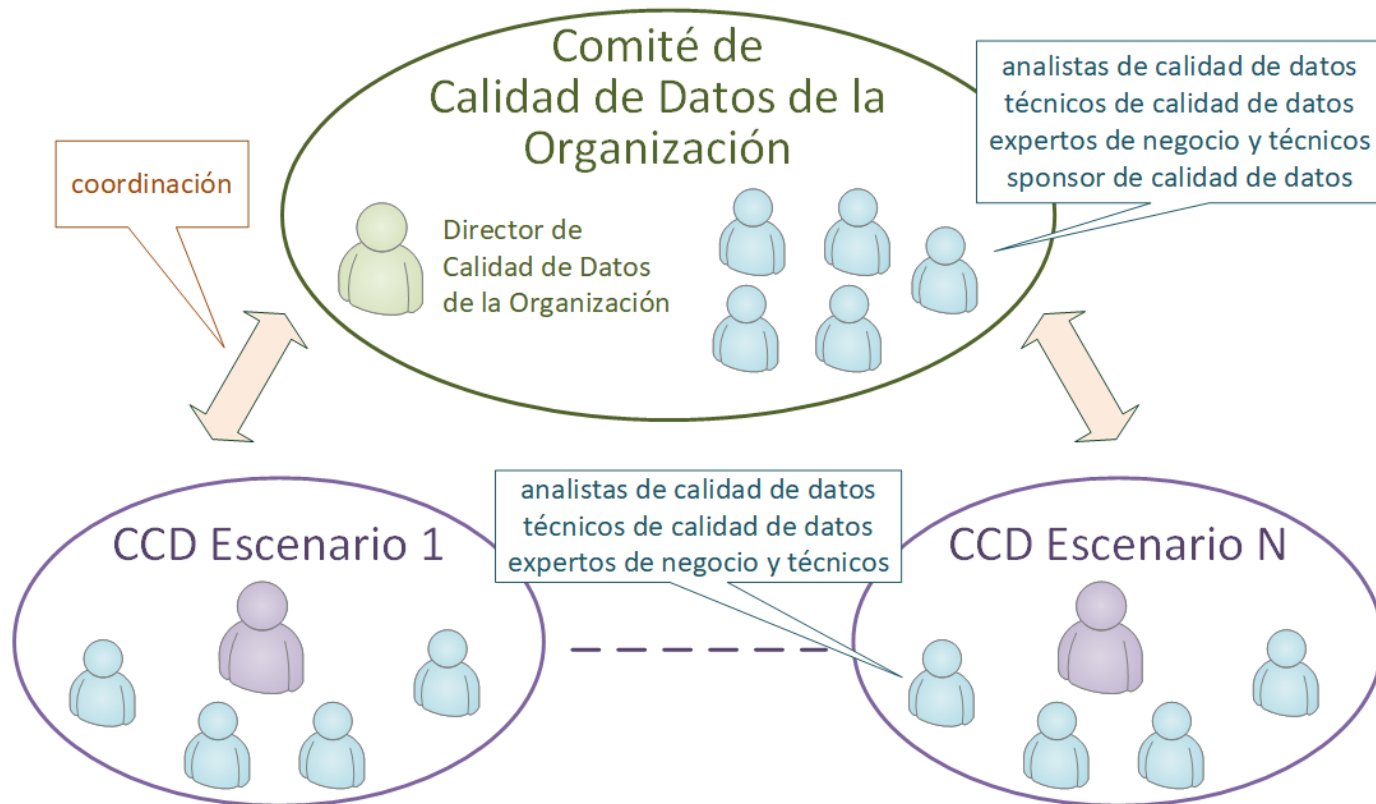 Comité de
Calidad de Datos de la
Organización
analistas de calidad de datos
técnicos de calidad de datos
expertos de negocio y técnicos
sponsor de calidad de datos
coordinación
Director de
Calidad de Datos
de la Organización
analistas de calidad de datos
técnicos de calidad de datos
expertos de negocio y técnicos
CCD Escenario 1
CCD Escenario N